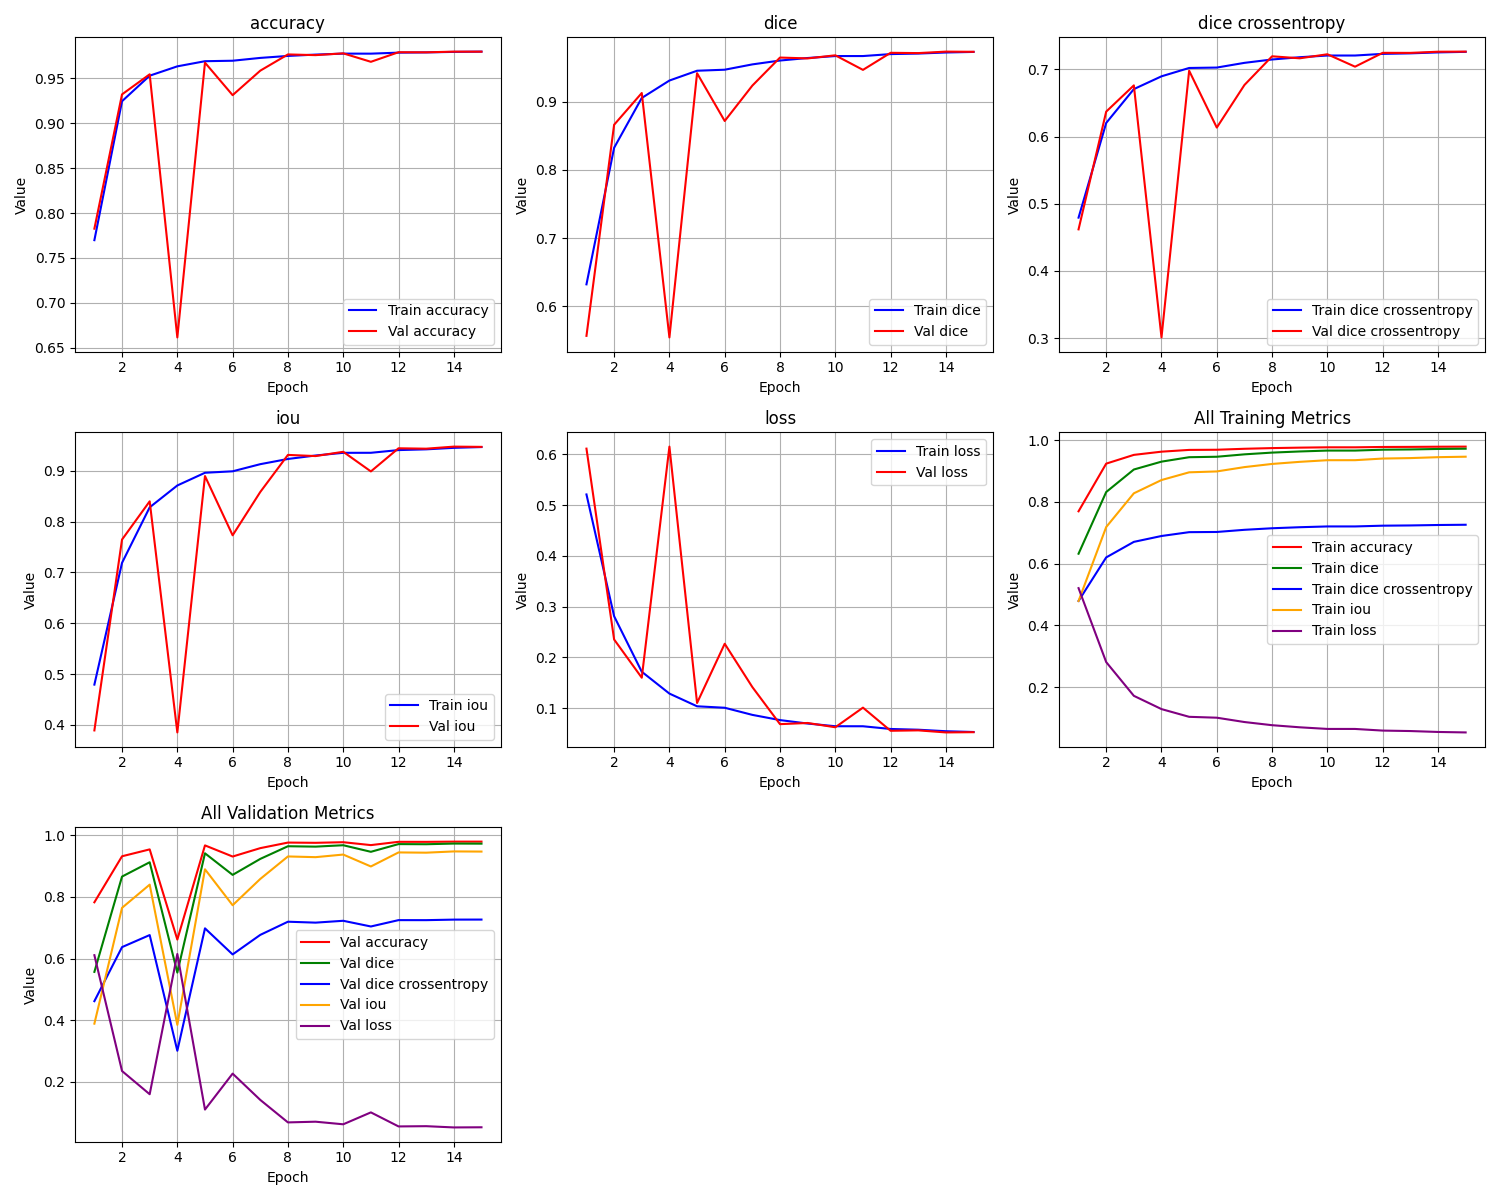 accuracy
Value
0.95
0.90
0.85
0.80
0.75
0.70
0.65
Train accuracy
Val accuracy
2 4 6 8 10 12 14
Epoch
dice
Value
0.9
0.8
0.7
0.6
Train dice
Val dice
2 4 6 8 10 12 14
Epoch
dice crossentropy
Value
0.7
0.6
0.5
0.4
0.3
Train dice crossentropy
Val dice crossentropy
2 4 6 8 10 12 14
Epoch
iou
Value
0.9
0.8
0.7
0.6
0.5
0.4
Train iou
Val iou
2 4 6 8 10 12 14
Epoch
loss
Value
0.6
0.5
0.4
0.3
0.2
0.1
Train loss
Val loss
2 4 6 8 10 12 14
Epoch
All Training Metrics
Value
1.0
0.8
0.6
0.4
0.2
Train accuracy
Train dice
Train dice crossentropy
Train iou
Train loss
2 4 6 8 10 12 14
Epoch
All Validation Metrics
Value
1.0
0.8
0.6
0.4
0.2
Val accuracy
Val dice
Val dice crossentropy
Val iou
Val loss
2 4 6 8 10 12 14
Epoch